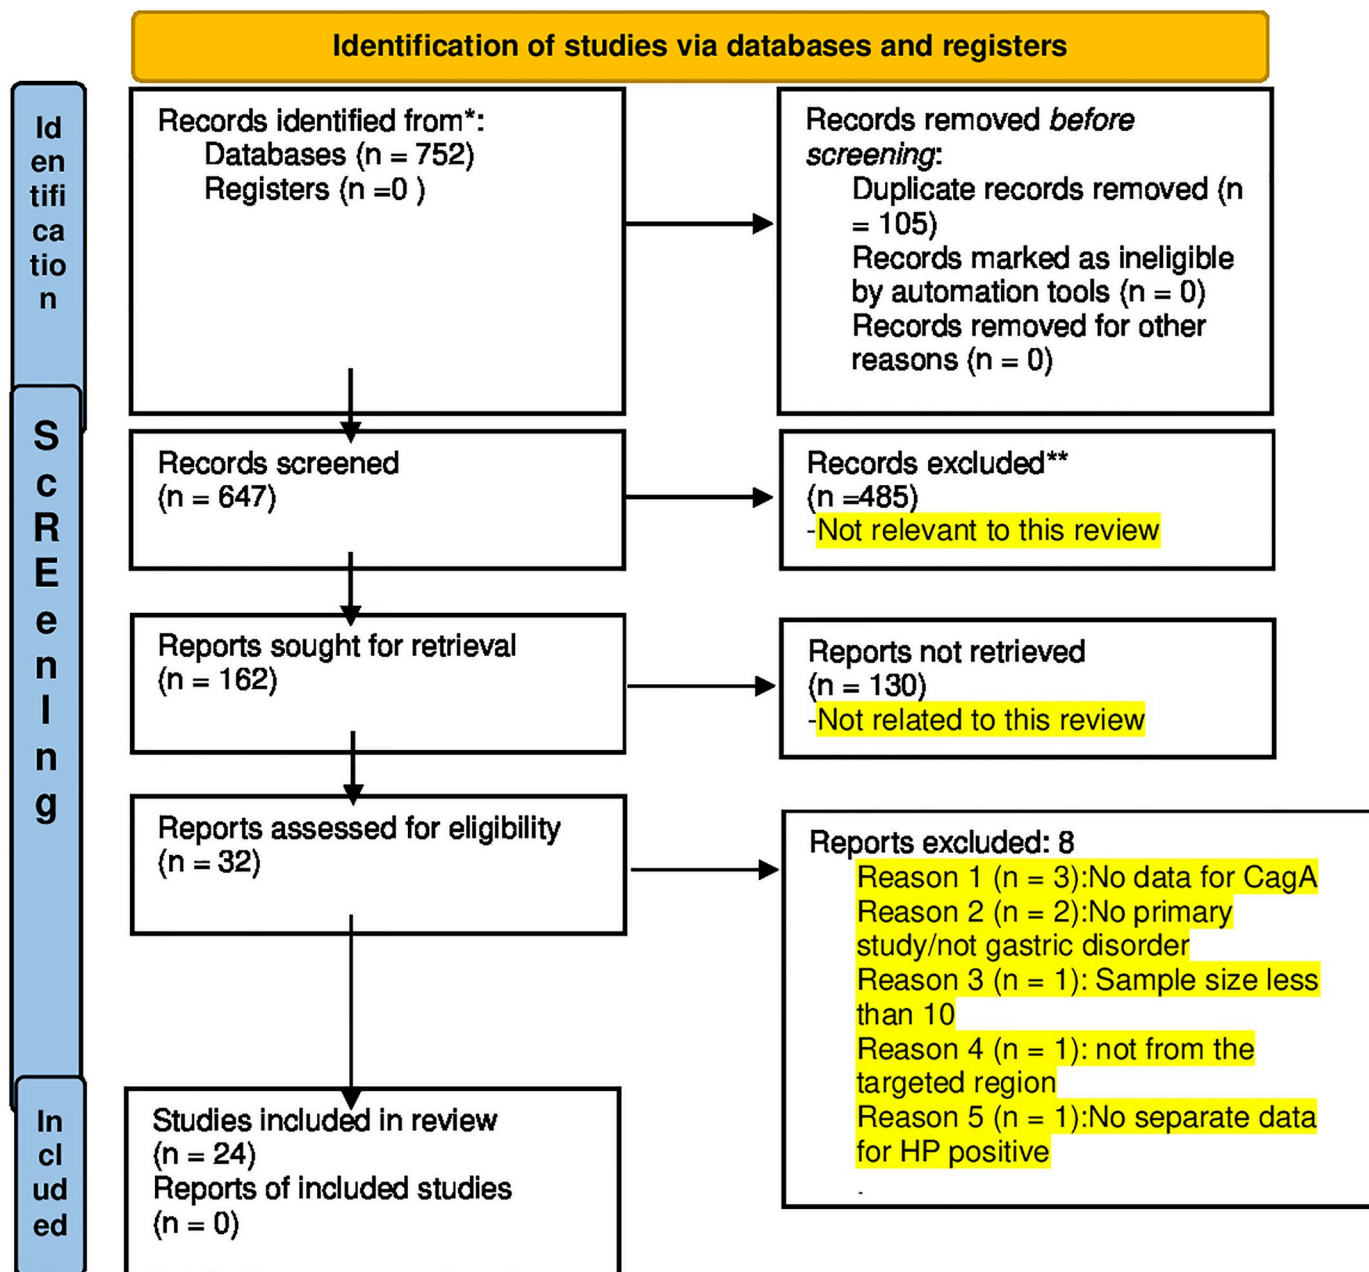 Identification of studies via databases and registers
Id
en
tifi
ca
tio
n
Records identified from*:
Databases (n = 752)
Registers (n =0 )
Records removed before
screening:
Duplicate records removed (n
= 105)
Records marked as ineligible
by automation tools (n = 0)
Records removed for other
reasons (n = 0)
S
c
R
E
e
n
I
n
g
Records screened
(n = 647)
Records excluded**
(n =485)
-Not relevant to this review
Reports sought for retrieval
(n = 162)
Reports not retrieved
(n = 130)
-Not related to this review
Reports assessed for eligibility
(n = 32)
Reports excluded: 8
Reason 1 (n = 3):No data for CagA
Reason 2 (n = 2):No primary
study/not gastric disorder
Reason 3 (n = 1): Sample size less
than 10
Reason 4 (n = 1): not from the
targeted region
Reason 5 (n = 1):No separate data
for HP positive
.
In
cl
ud
ed
Studies included in review
(n = 24)
Reports of included studies
(n = 0)